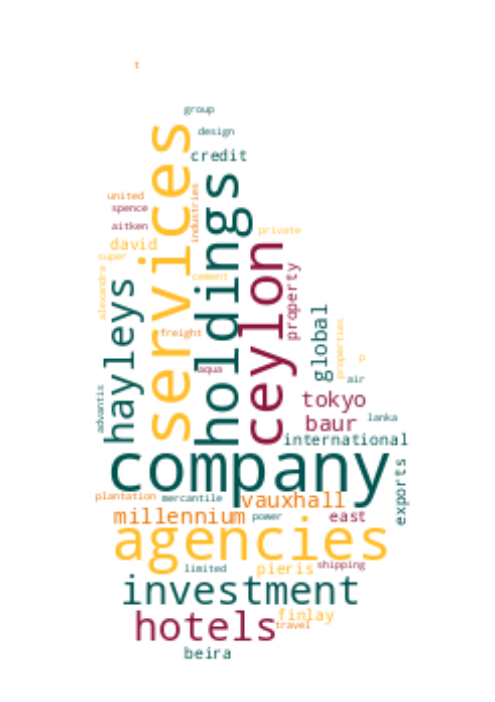 t
group
design
services
credit
holdings
united
spence
industries
aitken
private
david
super
ceylon
alexandra
cement
property
hayleys
freight
global
properties
p
aqua
air
advantis
tokyo
baur
lanka
international
company
exports
plantation
mercantile
vauxhall
millennium
power
east
agencies
limited
pieris
shipping
investment
hotels
finlay
travel
beira